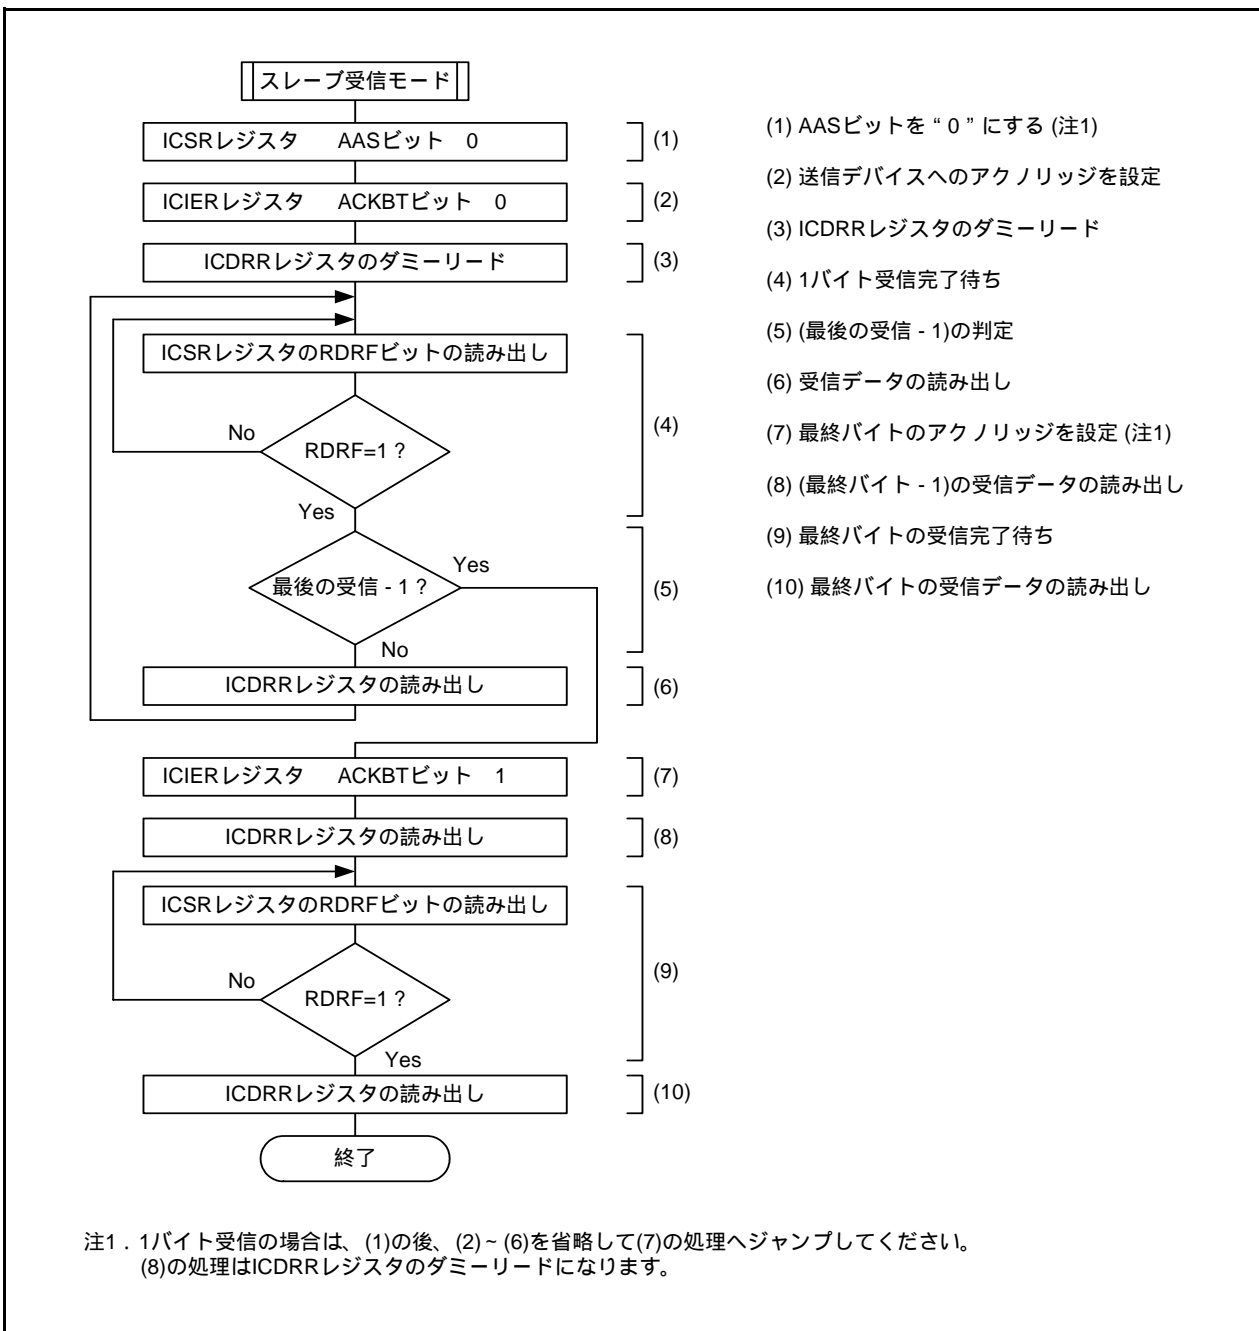 スレーブ受信モード
ICSRレジスタ AASビット 0
(1)
ICIERレジスタ ACKBTビット 0
(2)
ICDRRレジスタのダミーリード
(3)
ICSRレジスタのRDRFビットの読み出し
(4)
No
RDRF=1 ?
Yes
最後の受信 - 1 ?
Yes
(5)
No
ICDRRレジスタの読み出し
(6)
ICIERレジスタ ACKBTビット 1
(7)
ICDRRレジスタの読み出し
(8)
ICSRレジスタのRDRFビットの読み出し
(9)
No
RDRF=1 ?
Yes
ICDRRレジスタの読み出し
(10)
終了
(1) AASビットを“ 0 ” にする (注1)
(2) 送信デバイスへのアクノリッジを設定
(3) ICDRRレジスタのダミーリード
(4) 1バイト受信完了待ち
(5) (最後の受信 - 1)の判定
(6) 受信データの読み出し
(7) 最終バイトのアクノリッジを設定 (注1)
(8) (最終バイト - 1)の受信データの読み出し
(9) 最終バイトの受信完了待ち
(10) 最終バイトの受信データの読み出し
注1．1バイト受信の場合は、(1)の後、(2) ~ (6)を省略して(7)の処理へジャンプしてください。
(8)の処理はICDRRレジスタのダミーリードになります。